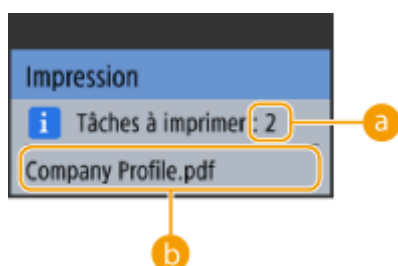 Impression
i Tâches à imprimer : 2
a
Company Profile.pdf
b